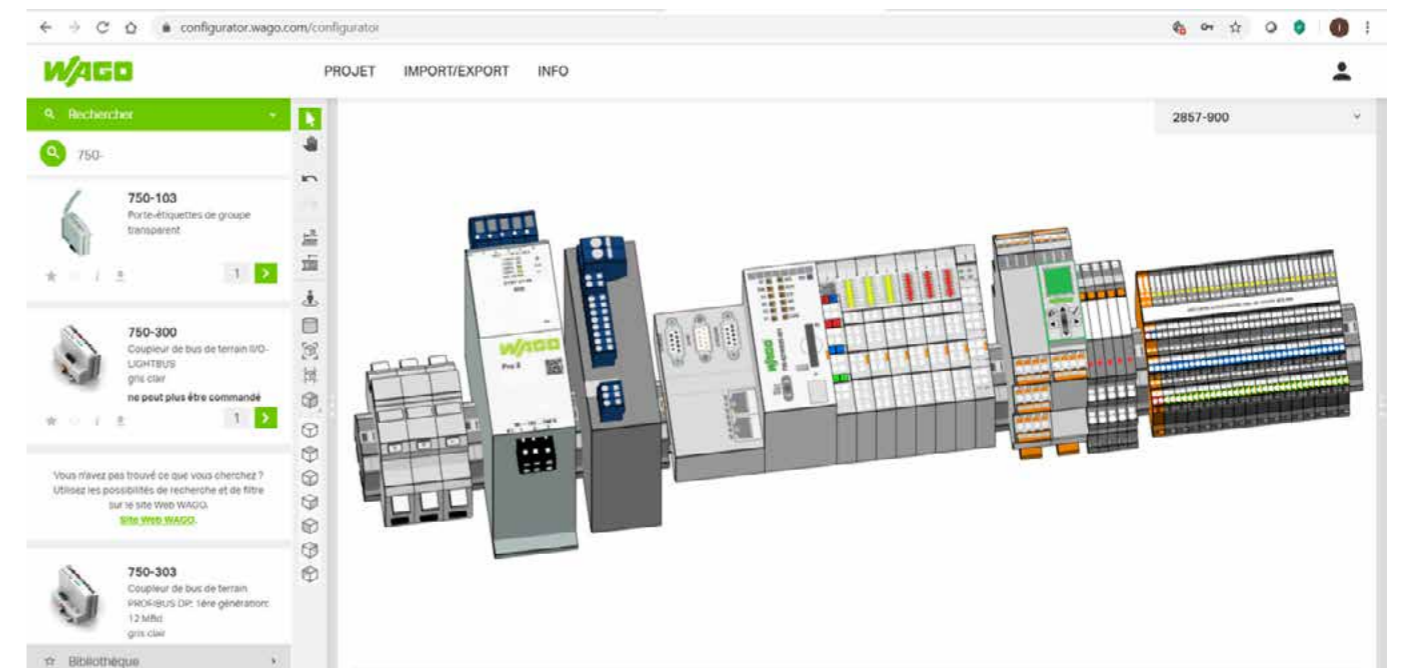 configurator.wago.com/configurator
WAGO
PROJET IMPORT/EXPORT INFO
Rechercher
750-
2857-900
750-103
Porte-étiquettes de groupe
transparent
1
750-300
Coupleur de bus de terrain II/O-
LIGHTBUS
gris clair
ne peut plus être commandé
1
Vous n'avez pas trouvé ce que vous cherchez ?
Utilisez les possibilités de recherche et de filtre
sur le site Web WAGO.
Site Web WAGO.
750-303
Coupleur de bus de terrain
PROFIBUS DP; 1ère génération;
12 MBd
gris clair
Bibliothèque
WAGO
Pro 2
WAGO